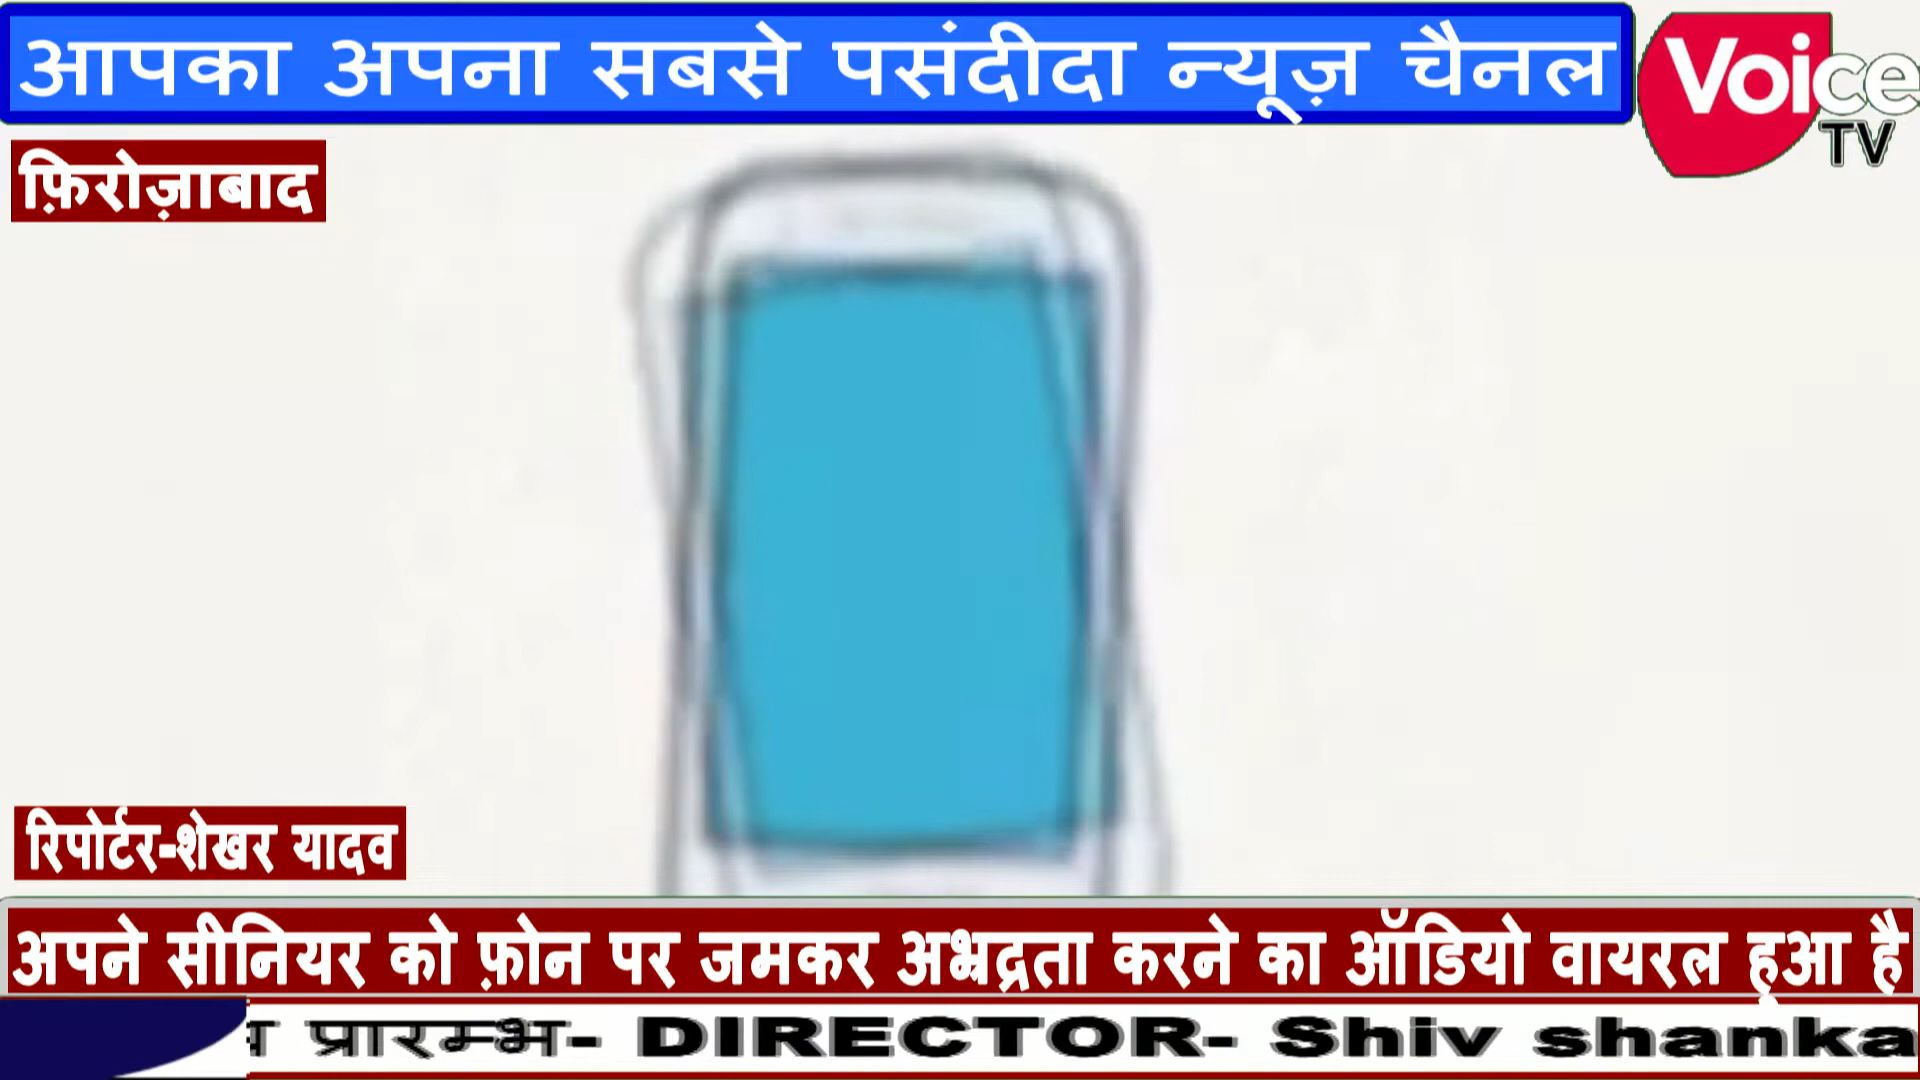 आपका अपना सबसे पसंदीदा न्यूज़ चैनल
Voice
TV
फ़िरोज़ाबाद
रिपोर्टर-शेखर यादव
अपने सीनियर को फ़ोन पर जमकर अभद्रता करने का ऑडियो वायरल हुआ है
प्रारम्भ- DIRECTOR- Shiv shanka